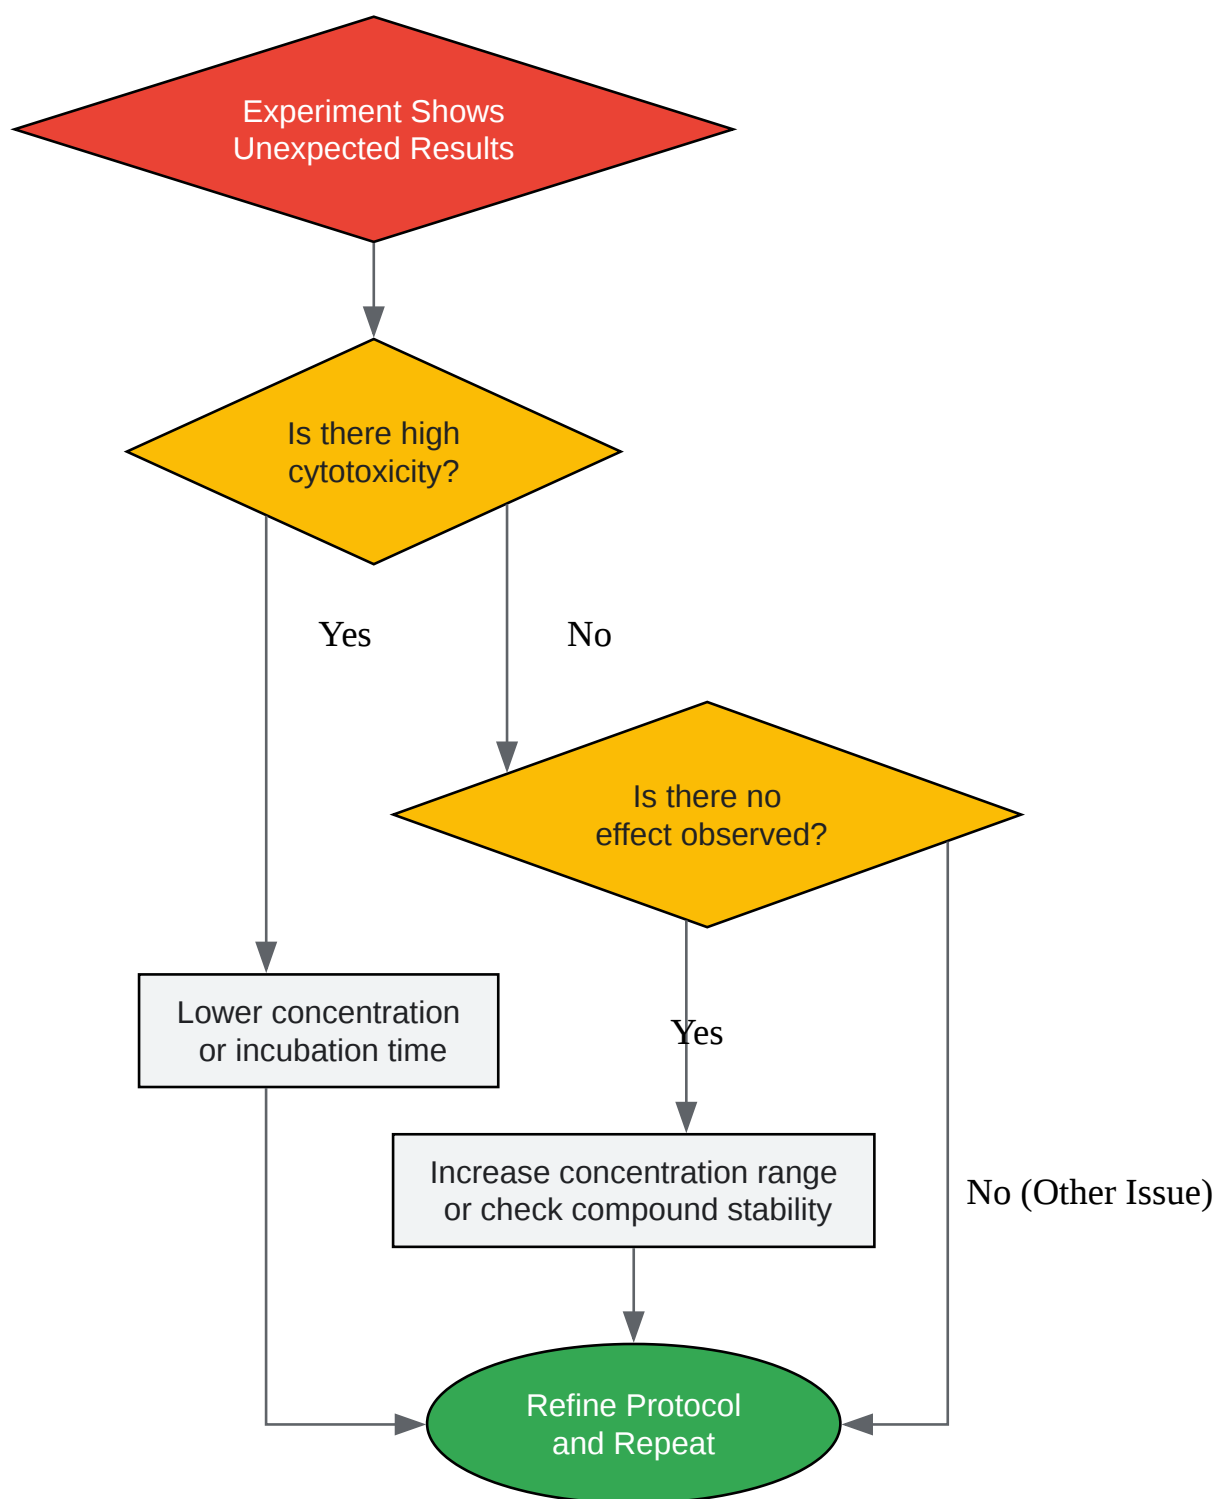 Experiment Shows
Unexpected Results
Is there high
cytotoxicity?
Yes
No
Is there no
effect observed?
Lower concentration
or incubation time
Yes
Increase concentration range
or check compound stability
No (Other Issue)
Refine Protocol
and Repeat